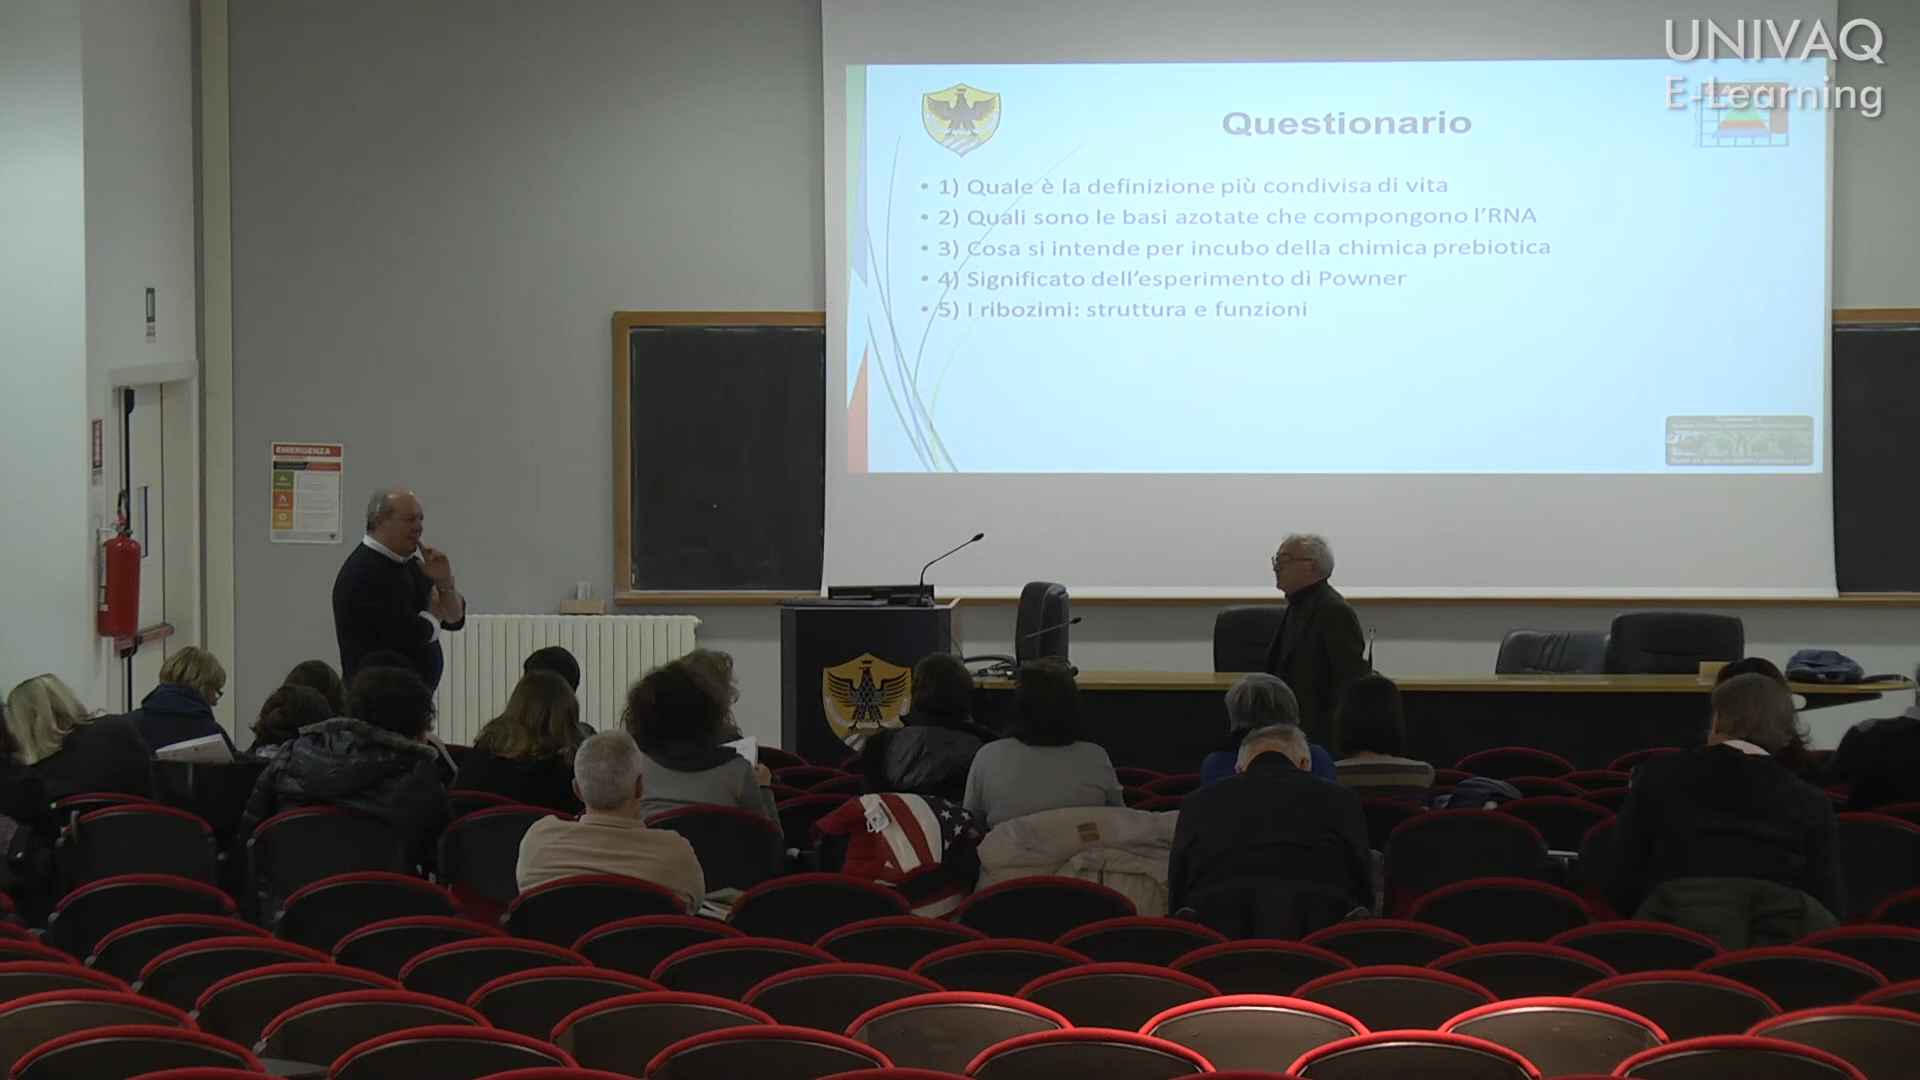 UNIVAQ
E-Learning
Questionario
• 1) Quale è la definizione più condivisa di vita
• 2) Quali sono le basi azotate che compongono l'RNA
• 3) Cosa si intende per incubo della chimica prebiotica
• 4) Significato dell'esperimento di Powner
• 5) I ribozimi: struttura e funzioni
EMERGENZA